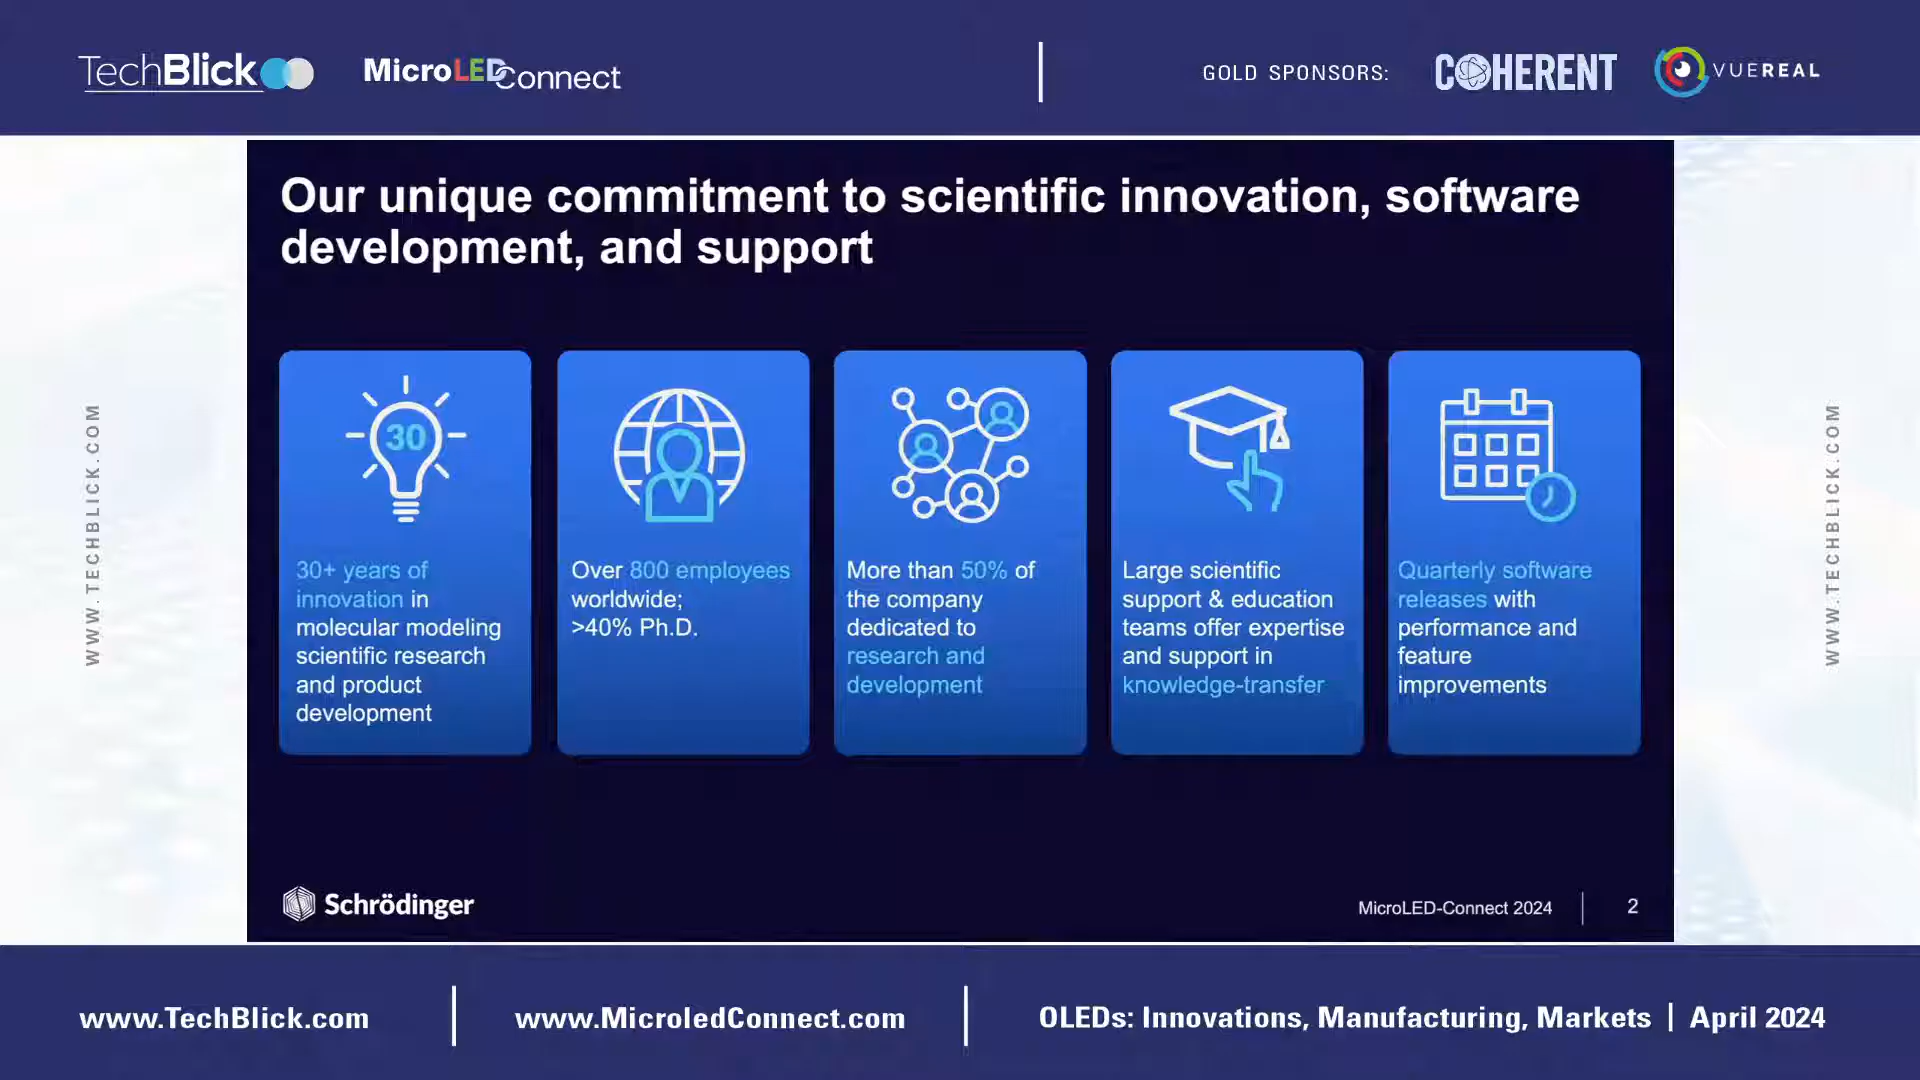 TechBlick
MicroLED Connect
GOLD SPONSORS:
COHERENT
VUEREAL
Our unique commitment to scientific innovation, software
development, and support
30
30+ years of
innovation in
molecular modeling
scientific research
and product
development
Over 800 employees
worldwide;
>40% Ph.D.
More than 50% of
the company
dedicated to
research and
development
Large scientific
support & education
teams offer expertise
and support in
knowledge-transfer
Quarterly software
releases with
performance and
feature
improvements
WWW.TECHBLICK.COM
WWW.TECHBLICK.COM
Schrödinger
MicroLED-Connect 2024
2
www.TechBlick.com
www.MicroledConnect.com
OLEDs: Innovations, Manufacturing, Markets | April 2024